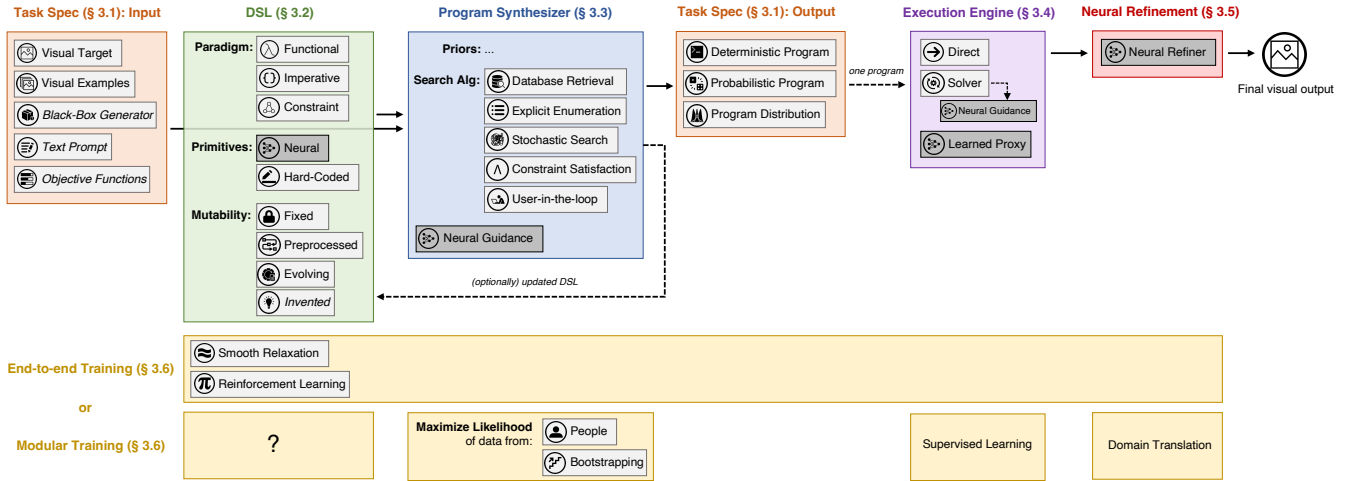 Task Spec (§ 3.1): Input
Visual Target
Visual Examples
Black-Box Generator
Text Prompt
Objective Functions
DSL (§ 3.2)
Paradigm:
Functional
Imperative
Constraint
Primitives:
Neural
Hard-Coded
Mutability:
Fixed
Preprocessed
Evolving
Invented
Program Synthesizer (§ 3.3)
Priors: ...
Search Alg:
Database Retrieval
Explicit Enumeration
Stochastic Search
Constraint Satisfaction
User-in-the-loop
Neural Guidance
(optionally) updated DSL
Task Spec (§ 3.1): Output
Deterministic Program
Probabilistic Program
Program Distribution
one program
Execution Engine (§ 3.4)
Direct
Solver
Neural Guidance
Learned Proxy
Neural Refinement (§ 3.5)
Neural Refiner
Final visual output
End-to-end Training (§ 3.6)
Smooth Relaxation
π Reinforcement Learning
or
Modular Training (§ 3.6)
?
Maximize Likelihood
of data from:
People
Bootstrapping
Supervised Learning
Domain Translation